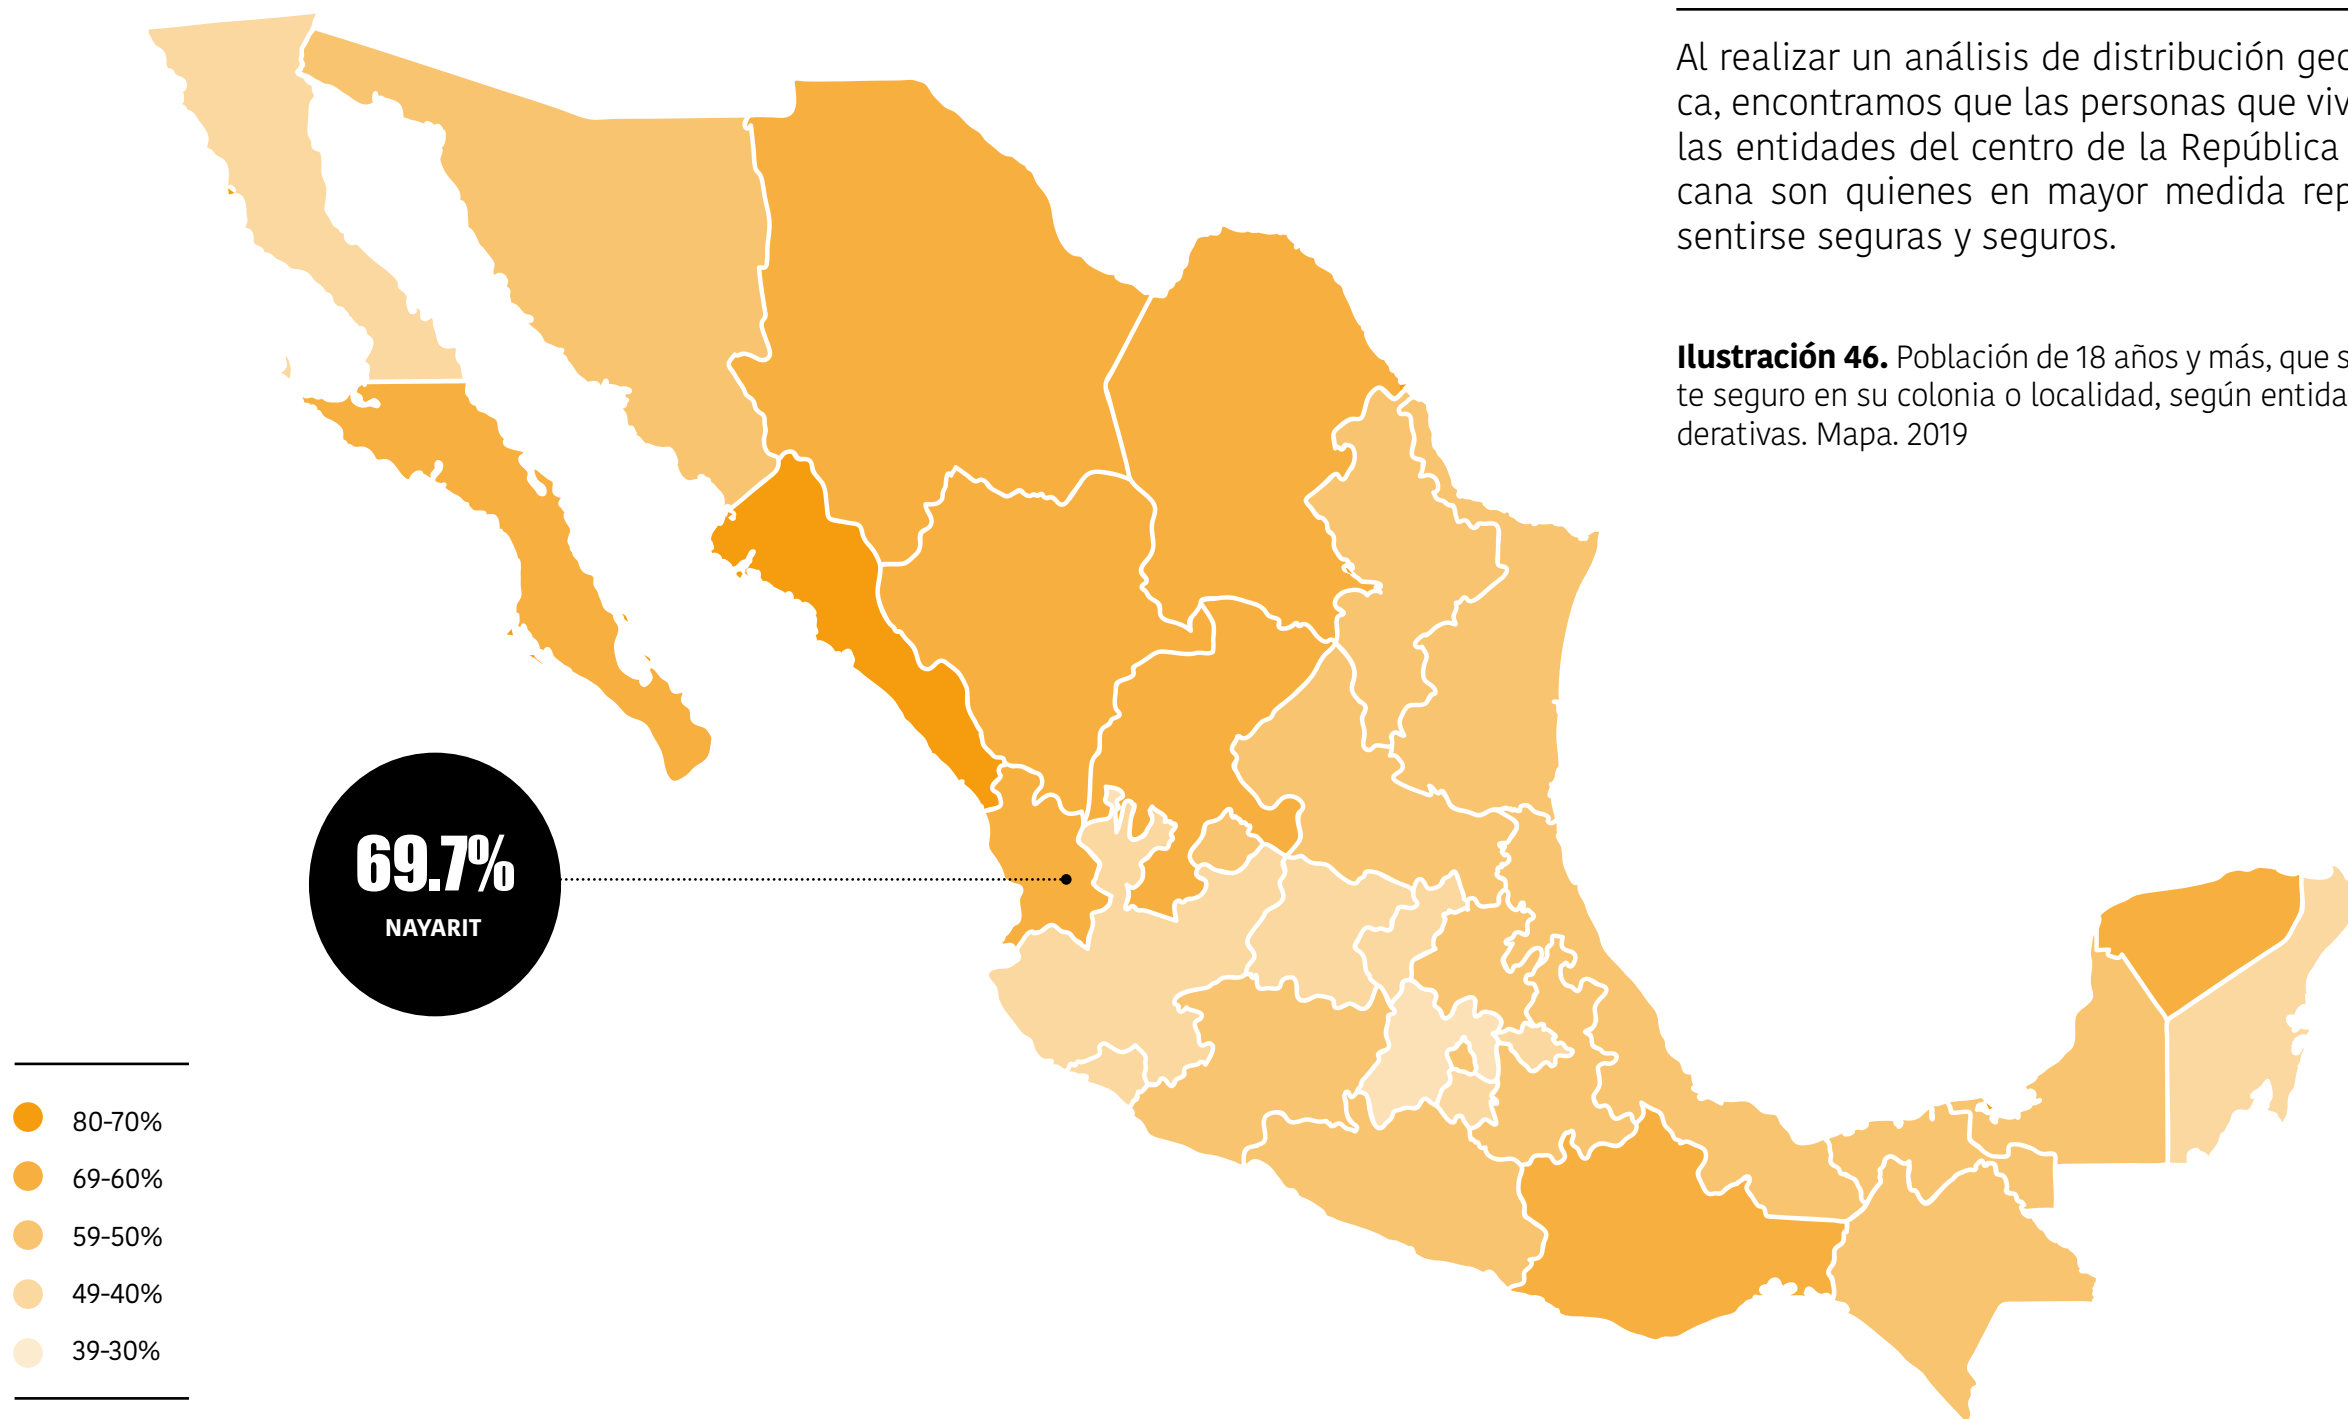 Al realizar un análisis de distribución geo
ca, encontramos que las personas que viv
las entidades del centro de la República
cana son quienes en mayor medida rep
sentirse seguras y seguros.
Ilustración 46. Población de 18 años y más, que s
te seguro en su colonia o localidad, según entida
derativas. Mapa. 2019
69.7%
NAYARIT
80-70%
69-60%
59-50%
49-40%
39-30%